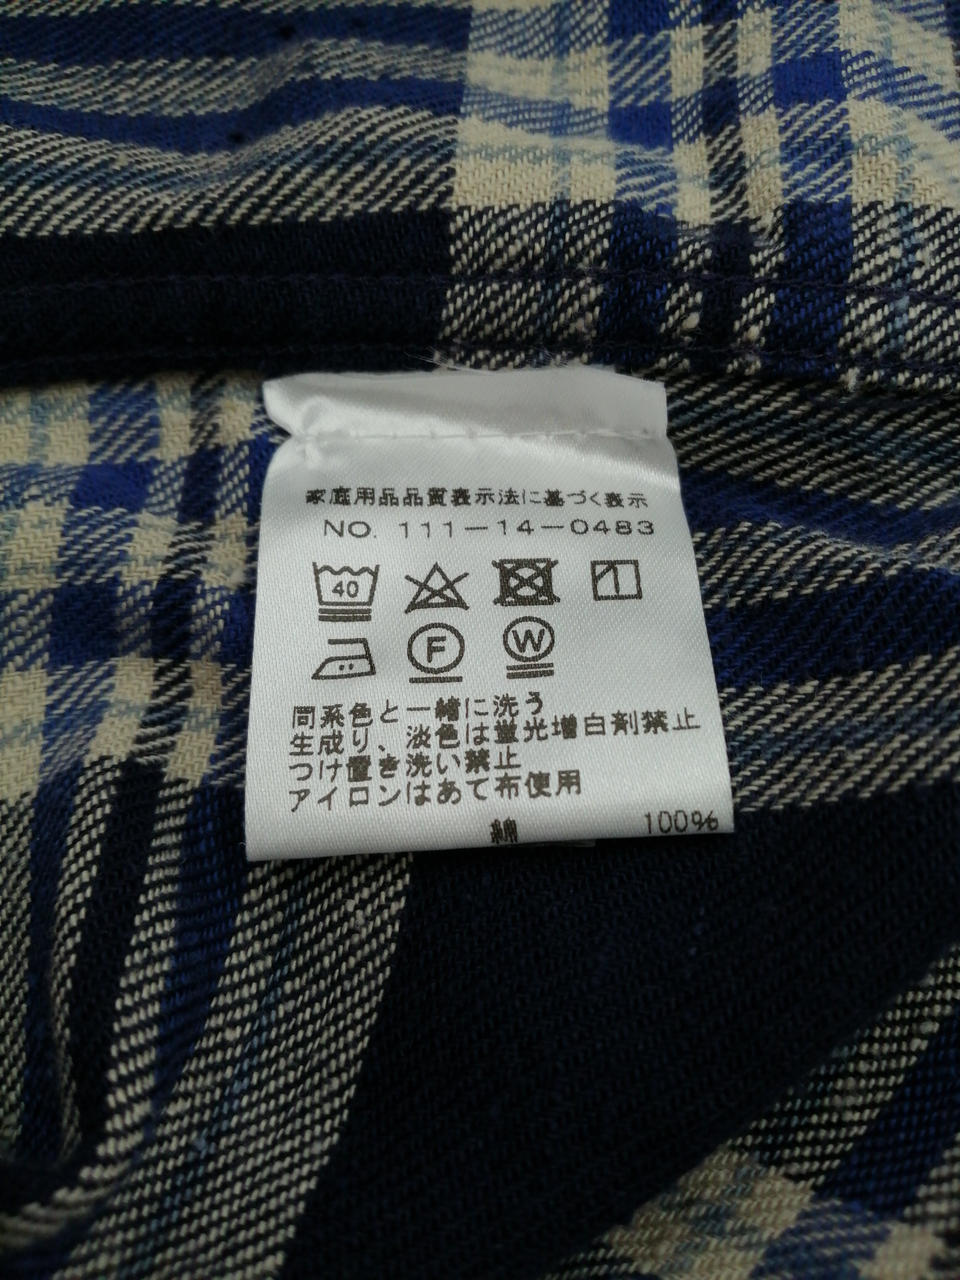 家庭用品品質表示法に基づく表示
NO. 111-14-0483
40
F W
同系色と一緒に洗う
生成り、淡色は蛍光増白剤禁止
つけ置き洗い禁止
アイロンはあて布使用
綿 100%